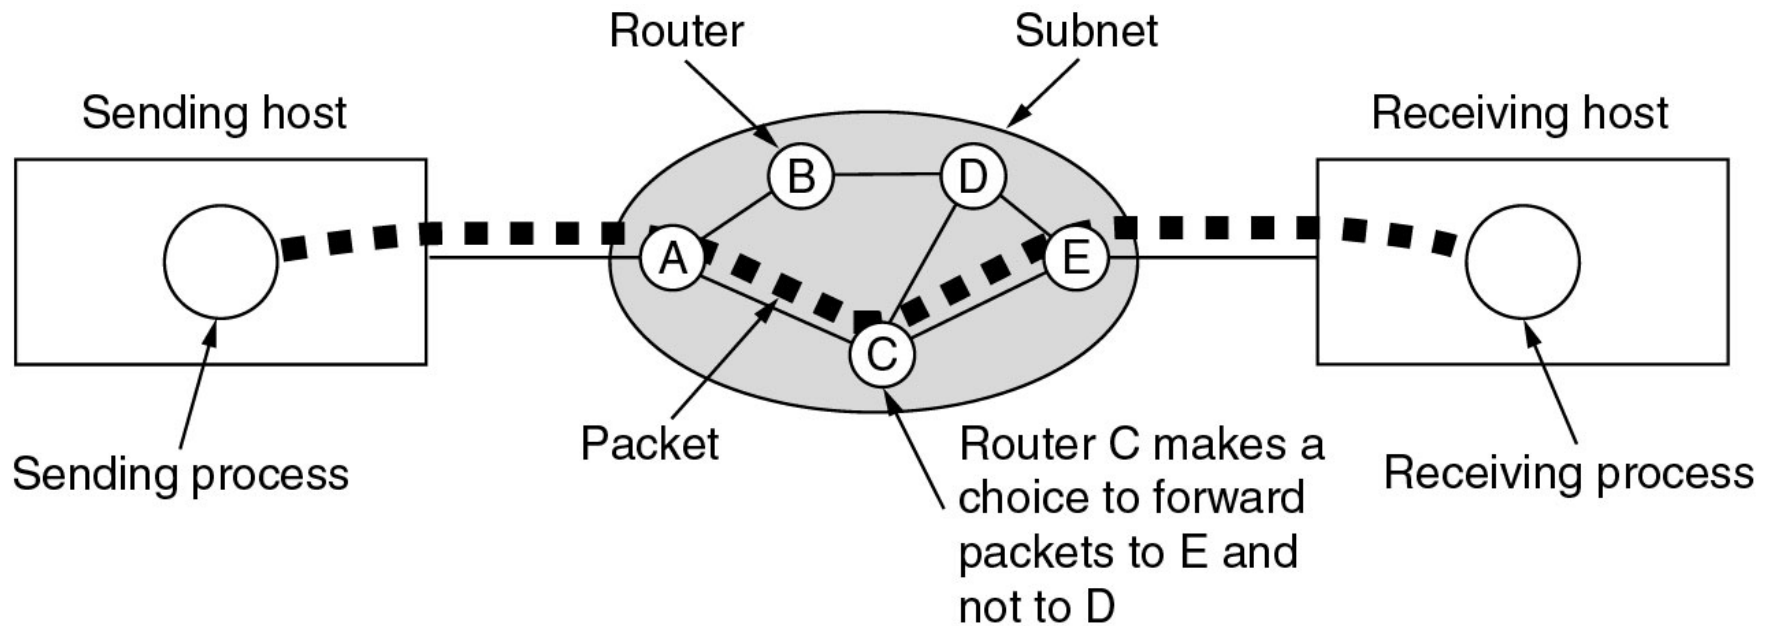 Router
Subnet
Sending host
Receiving host
B
D
A
E
C
Packet
Router C makes a
choice to forward
packets to E and
not to D
Sending process
Receiving process